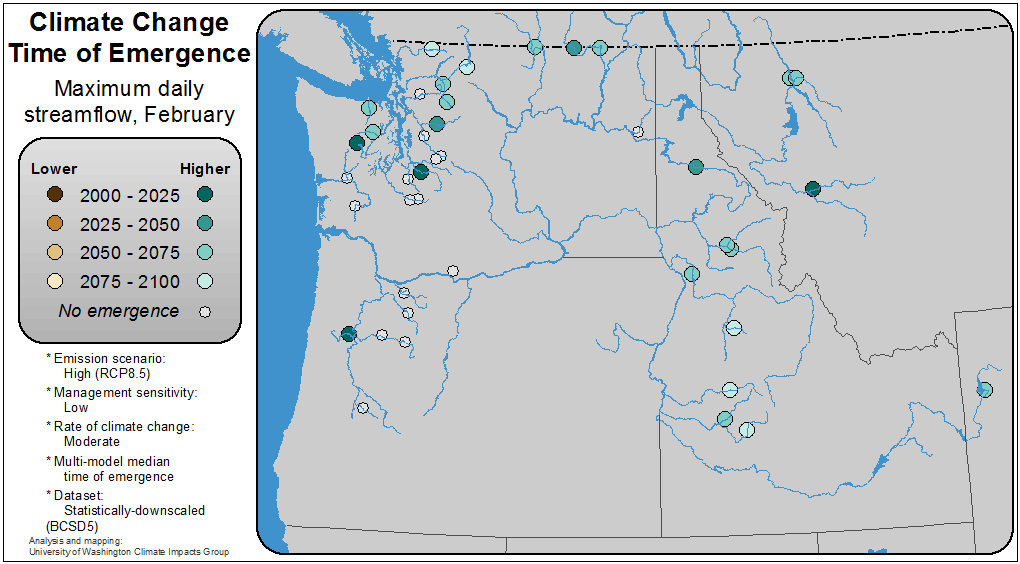 Climate Change
Time of Emergence
Maximum daily
streamflow, February
Lower Higher
2000 - 2025
2025 - 2050
2050 - 2075
2075 - 2100
No emergence
* Emission scenario:
High (RCP8.5)
* Management sensitivity:
Low
* Rate of climate change:
Moderate
* Multi-model median
time of emergence
* Dataset:
Statistically-downscaled
(BCSD5)
Analysis and mapping:
University of Washington Climate Impacts Group